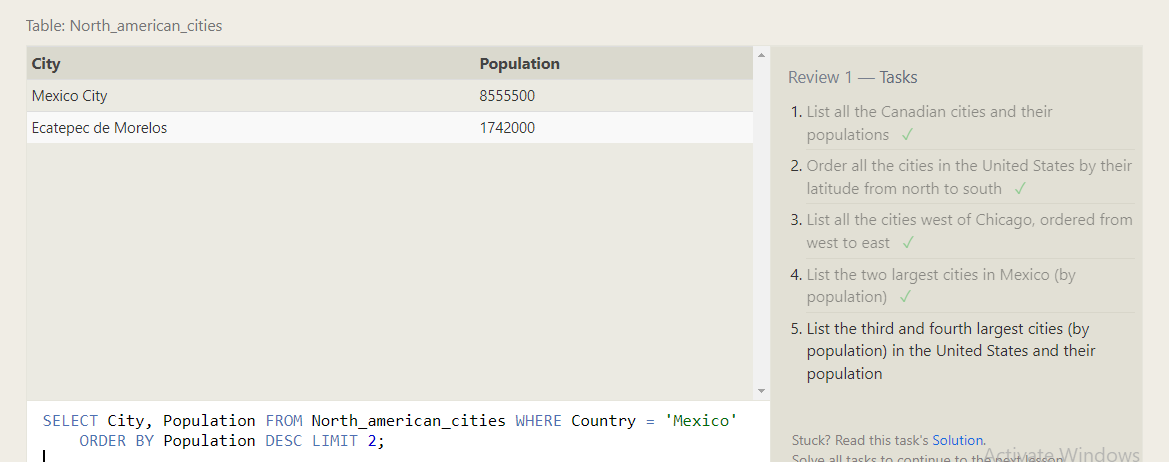 Table: North_american_cities
City Population
Mexico City 8555500
Ecatepec de Morelos 1742000
Review 1 — Tasks
1. List all the Canadian cities and their
populations ✓
2. Order all the cities in the United States by their
latitude from north to south ✓
3. List all the cities west of Chicago, ordered from
west to east ✓
4. List the two largest cities in Mexico (by
population) ✓
5. List the third and fourth largest cities (by
population) in the United States and their
population
SELECT City, Population FROM North_american_cities WHERE Country = 'Mexico'
ORDER BY Population DESC LIMIT 2;
Stuck? Read this task's Solution.
Solve all tasks to continue to the next lesson.
Activate Windows